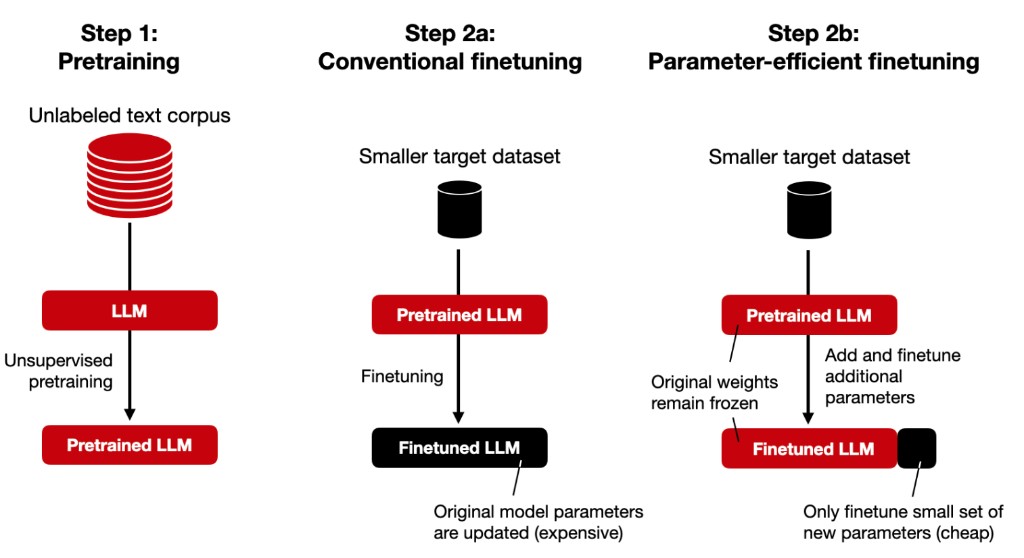 Step 1:
Pretraining
Unlabeled text corpus
LLM
Unsupervised
pretraining
Pretrained LLM
Step 2a:
Conventional finetuning
Smaller target dataset
Pretrained LLM
Finetuning
Finetuned LLM
Original model parameters
are updated (expensive)
Step 2b:
Parameter-efficient finetuning
Smaller target dataset
Pretrained LLM
Original weights
remain frozen
Add and finetune
additional
parameters
Finetuned LLM
Only finetune small set of
new parameters (cheap)